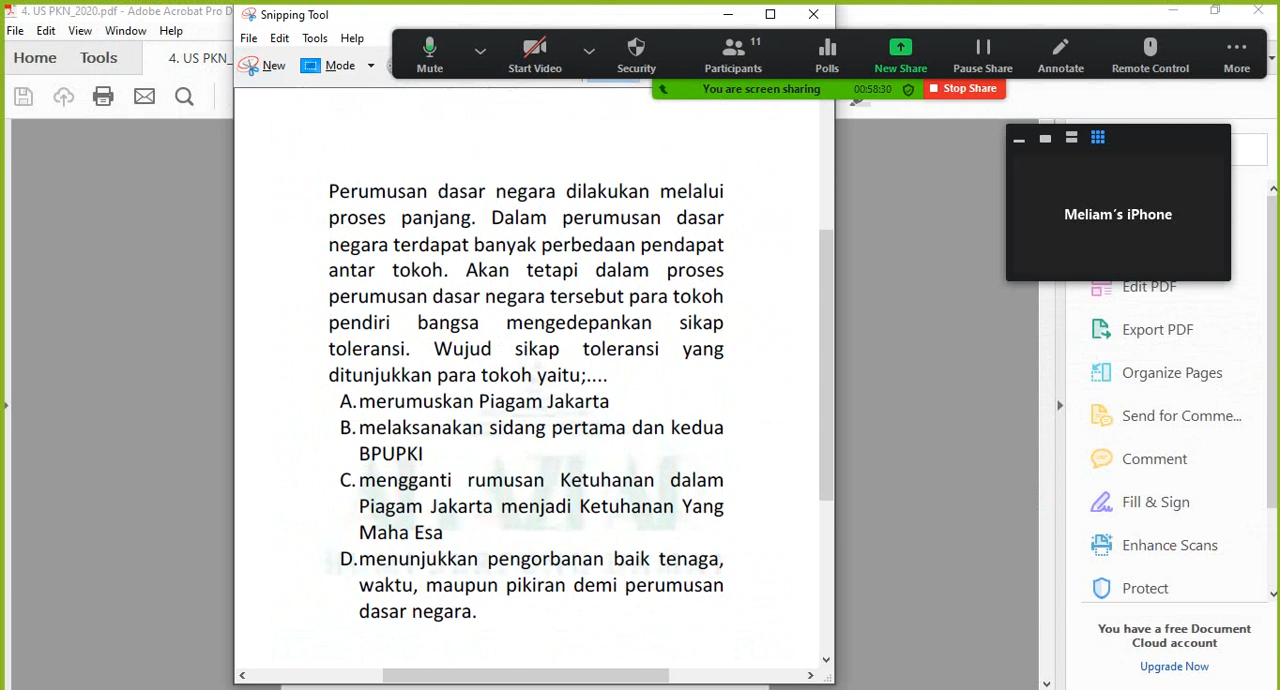 4. US PKN_2020.pdf - Adobe Acrobat Pro D
File Edit View Window Help
Home Tools 4. US PKN_
Snipping Tool
File Edit Tools Help
New Mode
Mute Start Video Security Participants 11 Polls New Share Pause Share Annotate Remote Control More
You are screen sharing 00:58:30 Stop Share
Meliam's iPhone
Perumusan dasar negara dilakukan melalui
proses panjang. Dalam perumusan dasar
negara terdapat banyak perbedaan pendapat
antar tokoh. Akan tetapi dalam proses
perumusan dasar negara tersebut para tokoh
pendiri bangsa mengedepankan sikap
toleransi. Wujud sikap toleransi yang
ditunjukkan para tokoh yaitu;....
A. merumuskan Piagam Jakarta
B. melaksanakan sidang pertama dan kedua
BPUPKI
C. mengganti rumusan Ketuhanan dalam
Piagam Jakarta menjadi Ketuhanan Yang
Maha Esa
D. menunjukkan pengorbanan baik tenaga,
waktu, maupun pikiran demi perumusan
dasar negara.
Edit PDF
Export PDF
Organize Pages
Send for Comme...
Comment
Fill & Sign
Enhance Scans
Protect
You have a free Document
Cloud account
Upgrade Now